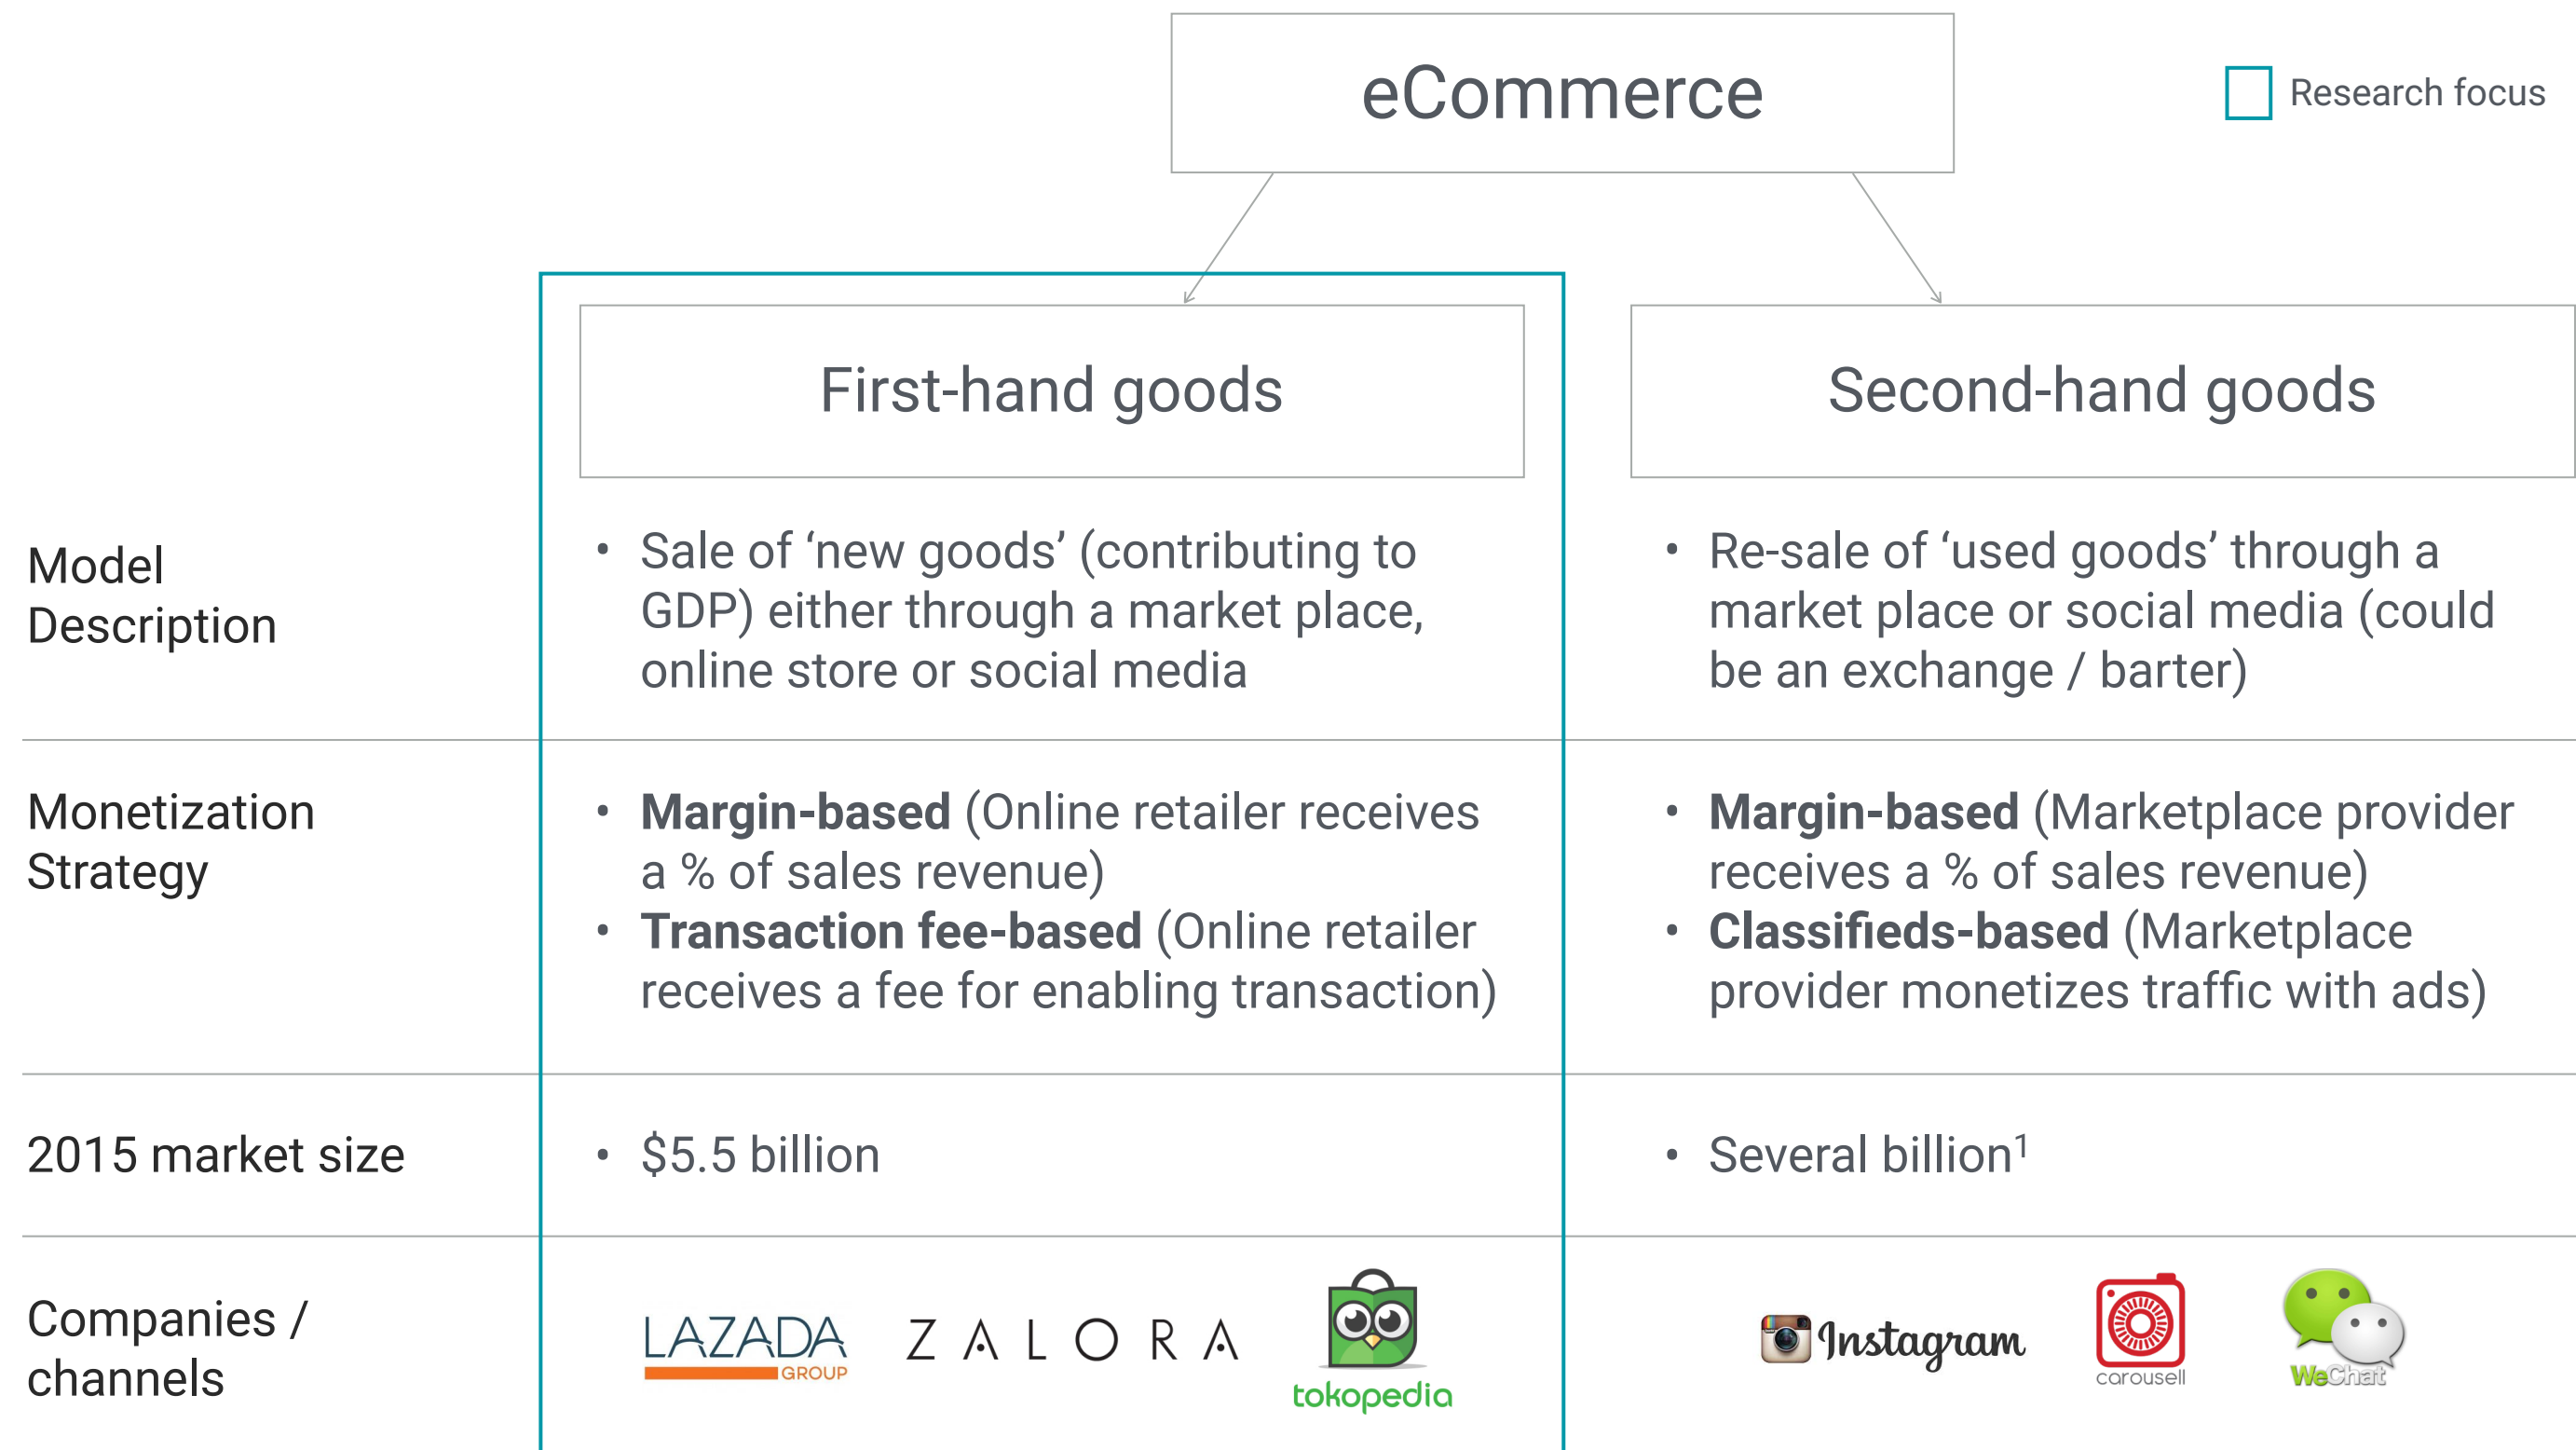 eCommerce
Research focus
First-hand goods
Second-hand goods
Model
Description
• Sale of ‘new goods’ (contributing to
GDP) either through a market place,
online store or social media
• Re-sale of ‘used goods’ through a
market place or social media (could
be an exchange / barter)
Monetization
Strategy
• Margin-based (Online retailer receives
a % of sales revenue)
• Transaction fee-based (Online retailer
receives a fee for enabling transaction)
• Margin-based (Marketplace provider
receives a % of sales revenue)
• Classifieds-based (Marketplace
provider monetizes traffic with ads)
2015 market size
• $5.5 billion
• Several billion¹
Companies /
channels
LAZADA
GROUP
ZALORA
tokopedia
Instagram
carousell
WeChat